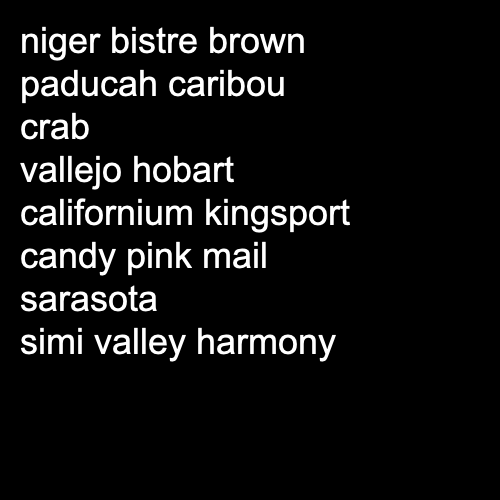 niger bistre brown
paducah caribou
crab
vallejo hobart
californium kingsport
candy pink mail
sarasota
simi valley harmony